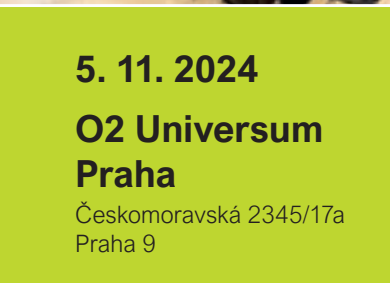 5. 11. 2024
O2 Universum
Praha
Českomoravská 2345/17a
Praha 9